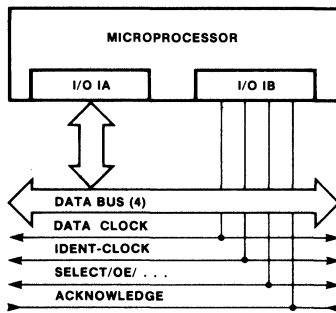 MICROPROCESSOR
I/O IA
I/O IB
DATA BUS (4)
DATA CLOCK
IDENT-CLOCK
SELECT/OE/ . . .
ACKNOWLEDGE